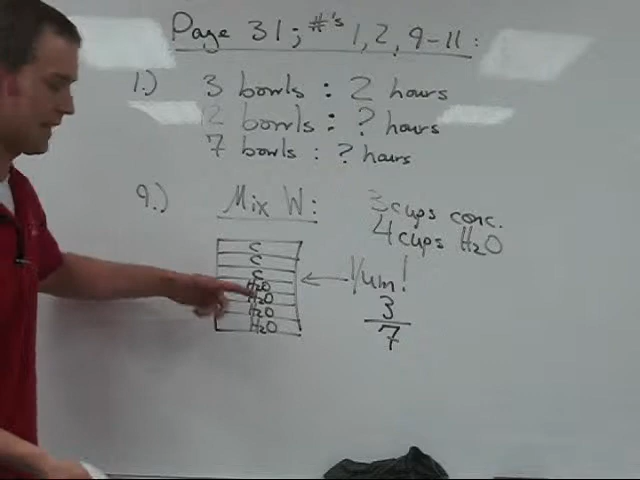 Page 31; #'s 1, 2, 9-11:
1.) 3 bowls : 2 hours
12 bowls : ? hours
7 bowls : ? hours
9.) Mix W:
3 cups conc.
4 cups H2O
C
C
C
H2O
H2O
H2O
H2O
Yum!
3
7